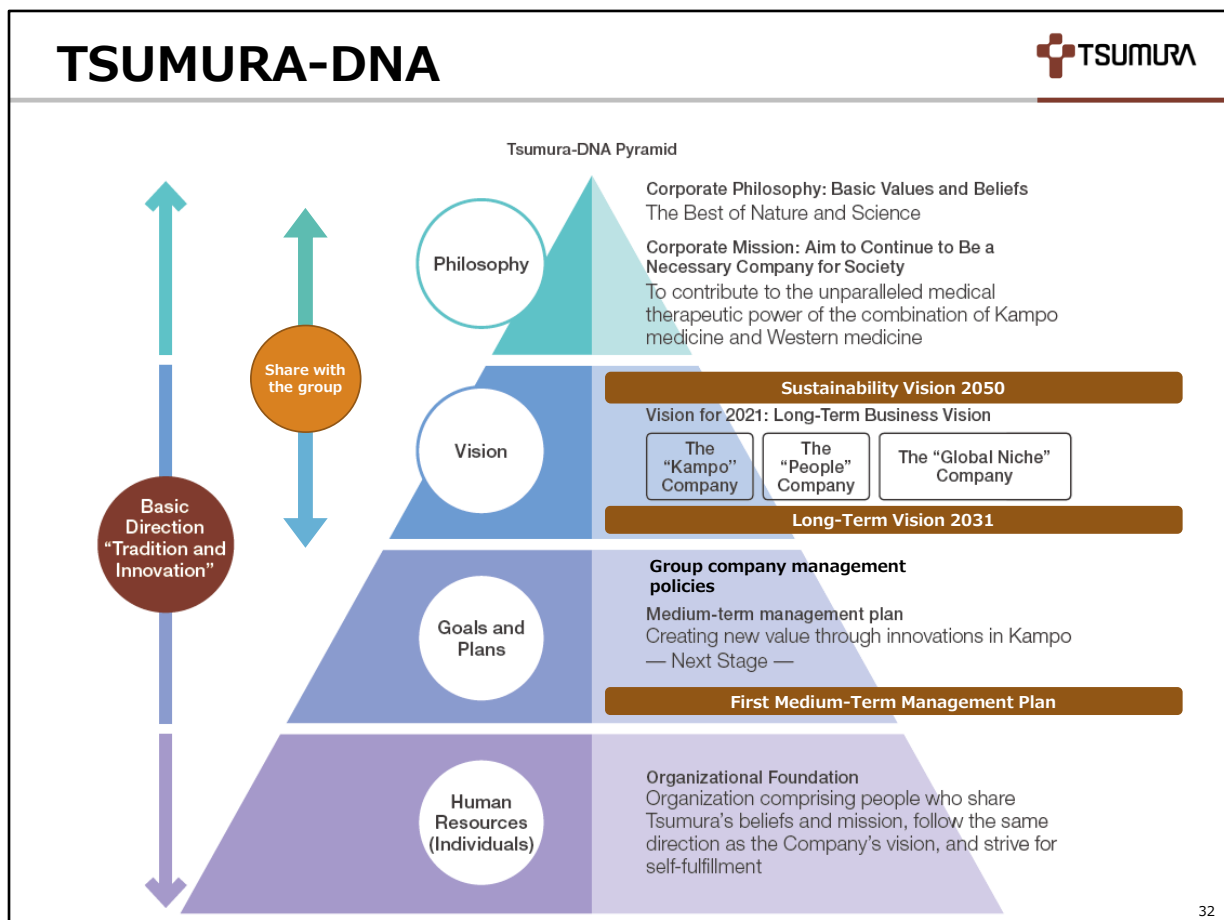 TSUMURA-DNA
TSUMURA
Tsumura-DNA Pyramid
Philosophy
Corporate Philosophy: Basic Values and Beliefs
The Best of Nature and Science
Corporate Mission: Aim to Continue to Be a
Necessary Company for Society
To contribute to the unparalleled medical
therapeutic power of the combination of Kampo
medicine and Western medicine
Share with
the group
Sustainability Vision 2050
Vision
Vision for 2021: Long-Term Business Vision
The
“Kampo”
Company
The
“People”
Company
The “Global Niche”
Company
Long-Term Vision 2031
Basic
Direction
“Tradition and
Innovation”
Goals and
Plans
Group company management
policies
Medium-term management plan
Creating new value through innovations in Kampo
— Next Stage —
First Medium-Term Management Plan
Human
Resources
(Individuals)
Organizational Foundation
Organization comprising people who share
Tsumura’s beliefs and mission, follow the same
direction as the Company’s vision, and strive for
self-fulfillment
32